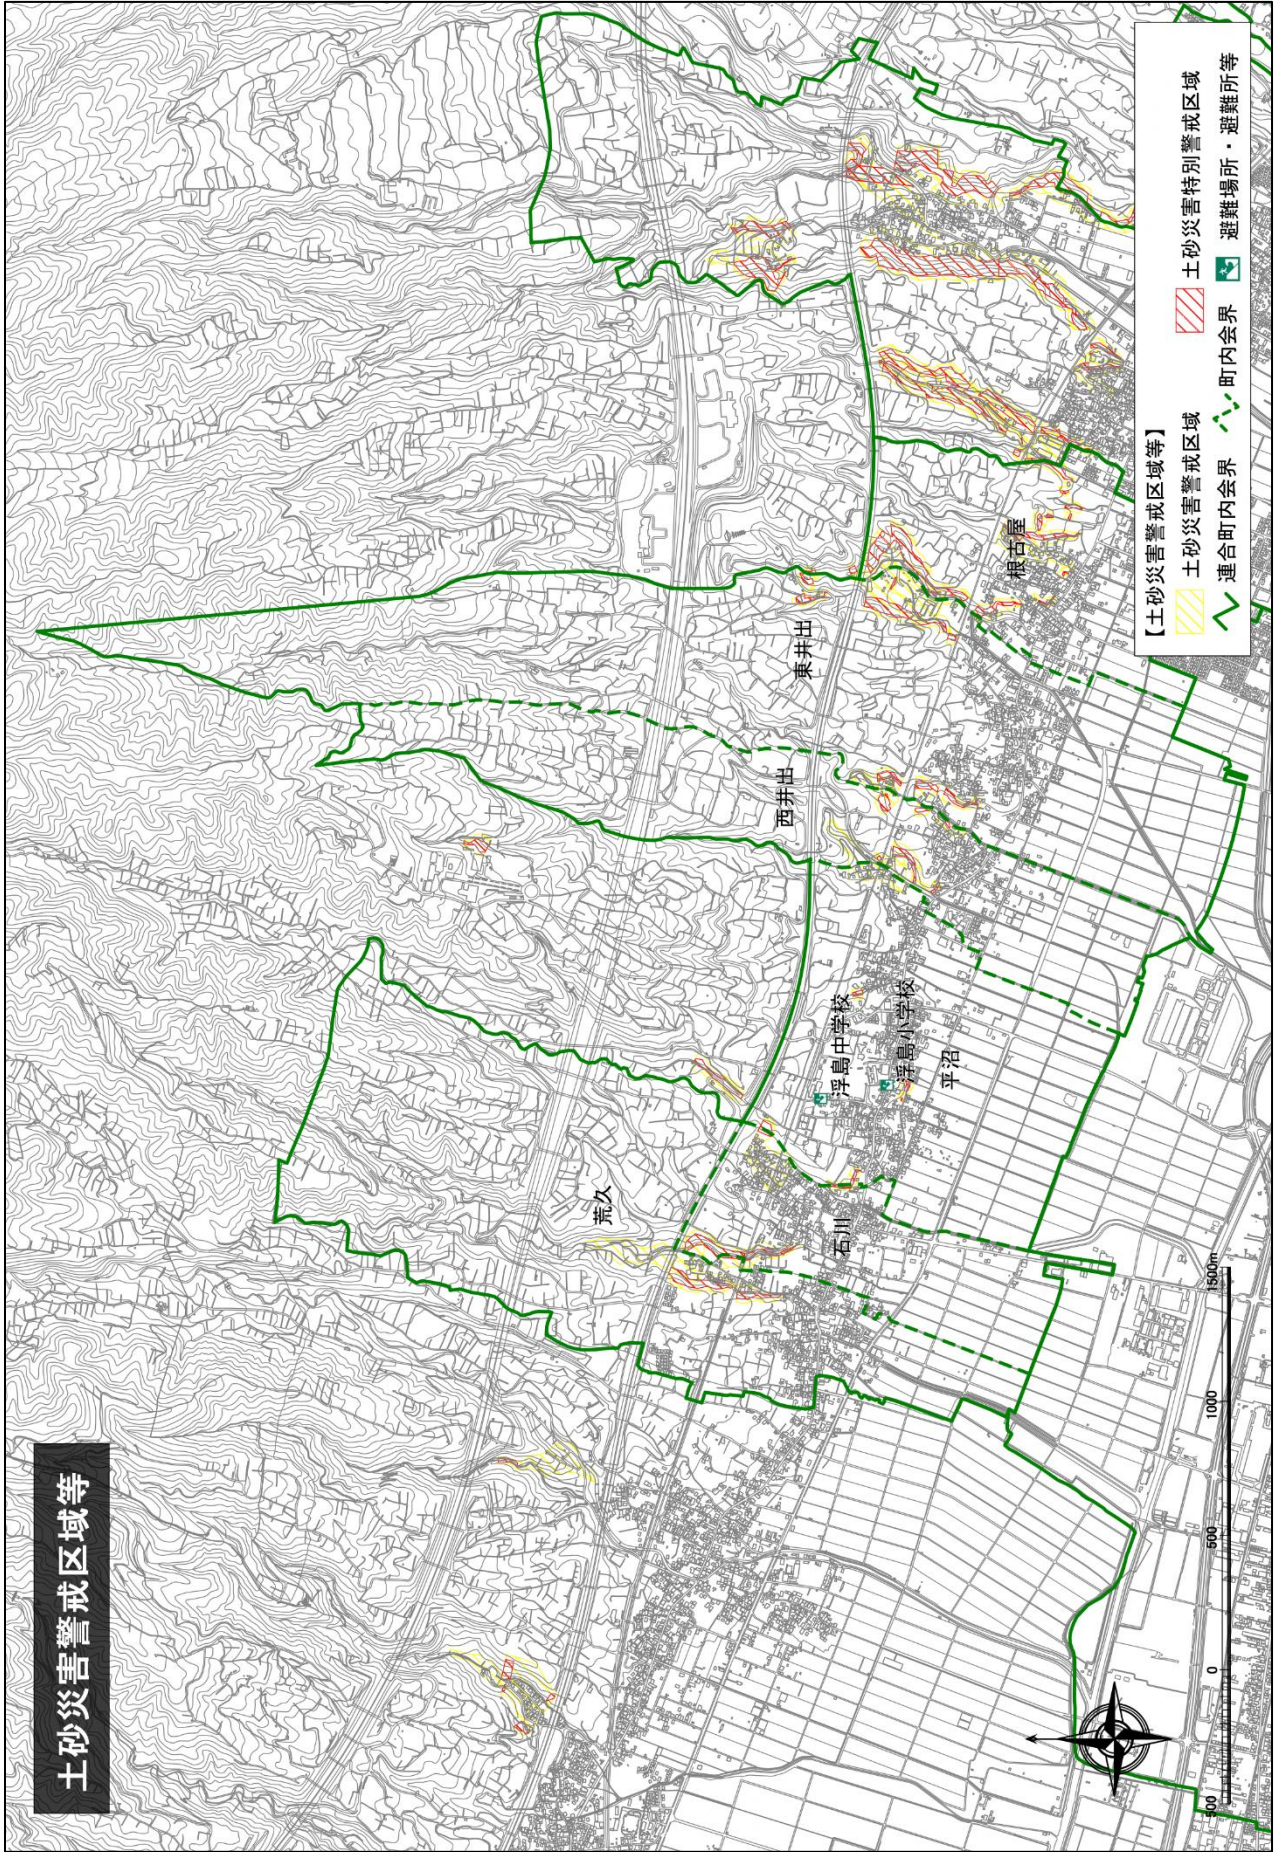 土砂災害警戒区域等
荒久
石川
浮島中学校
浮島小学校
平沼
西井出
東井出
根古屋
【土砂災害警戒区域等】
土砂災害警戒区域 土砂災害特別警戒区域
連合町内会界 町内会界 避難場所・避難所等
500 0 500 1000 1500m